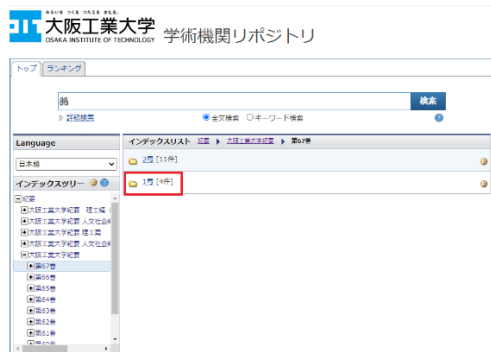 みらいを つくる つたえる まもる。
大阪工業大学
OSAKA INSTITUTE OF TECHNOLOGY
学術機関リポジトリ
トップ
ランキング
検索
詳細検索
全文検索
キーワード検索
Language
日本語
インデックスリスト
紀要
大阪工業大学紀要
第67巻
2号 [11件]
1号 [4件]
インデックスツリー
紀要
大阪工業大学紀要 理工編
大阪工業大学紀要 人文社会
大阪工業大学紀要 理工篇
大阪工業大学紀要 人文社会
大阪工業大学紀要
第67巻
第66巻
第65巻
第64巻
第63巻
第62巻
第61巻
第60巻